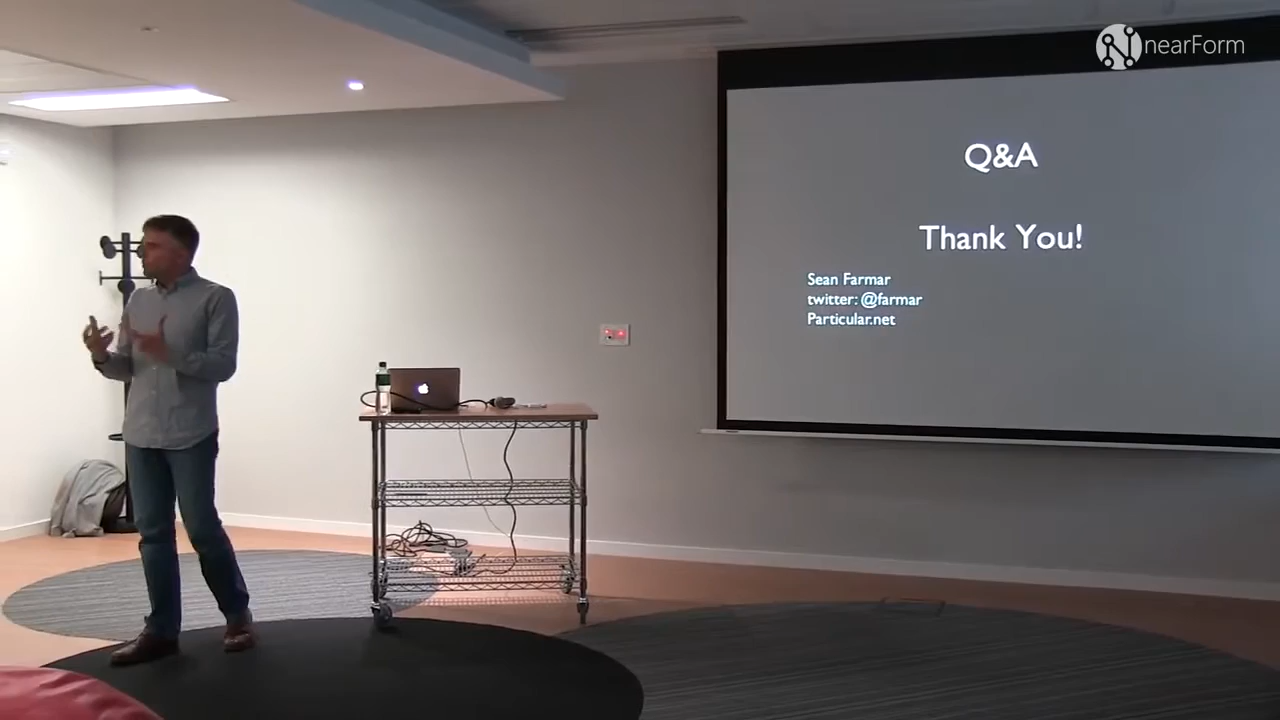 nearForm
Q&A
Thank You!
Sean Farmar
twitter: @farmar
Particular.net